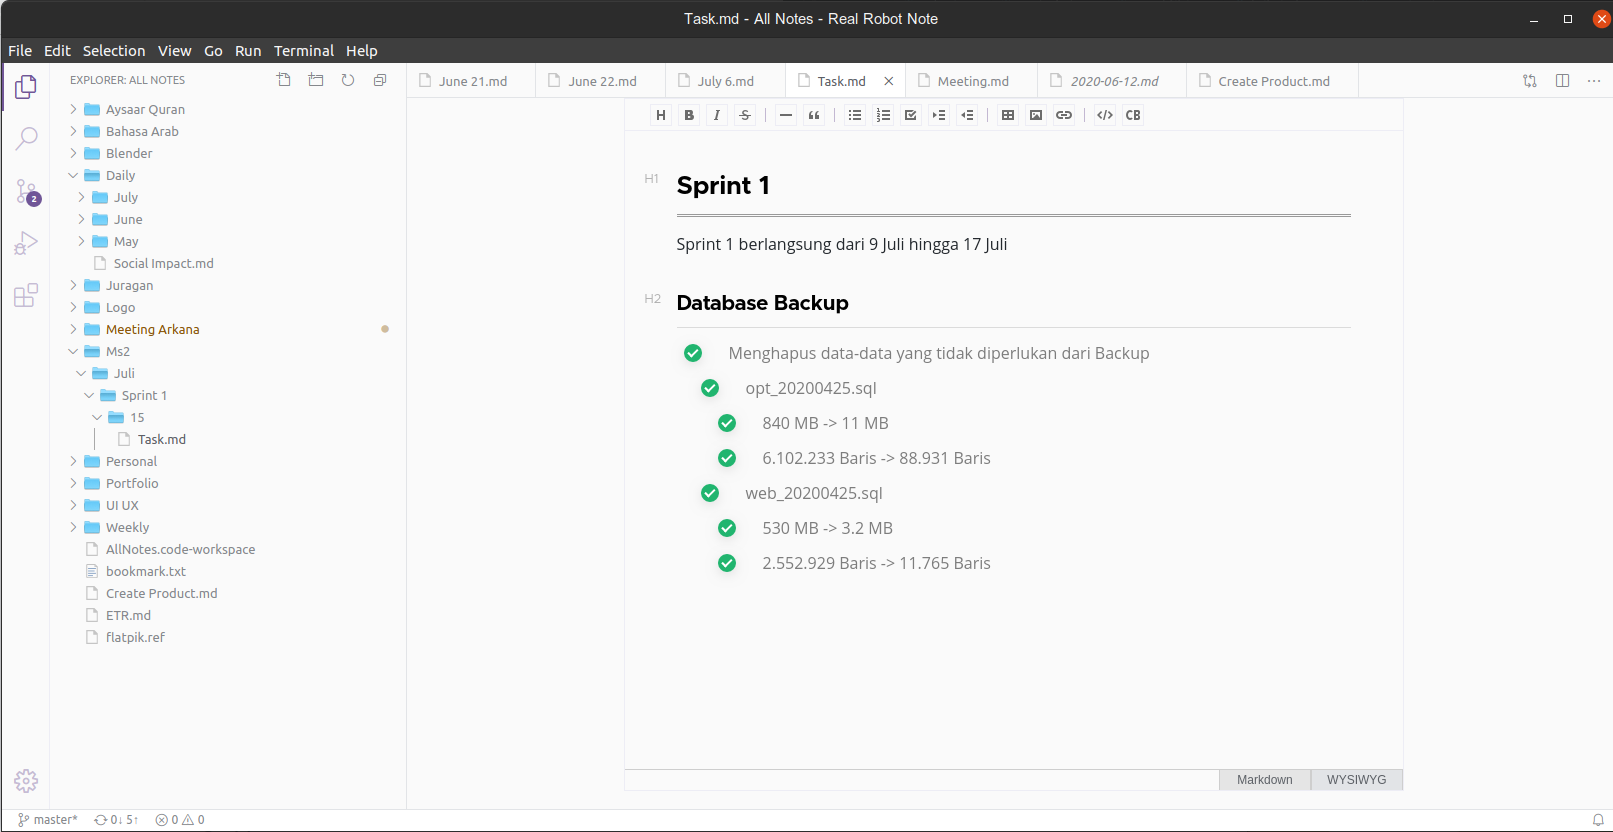 Task.md - All Notes - Real Robot Note
File Edit Selection View Go Run Terminal Help
EXPLORER: ALL NOTES
June 21.md
June 22.md
July 6.md
Task.md
Meeting.md
2020-06-12.md
Create Product.md
Aysaar Quran
Bahasa Arab
Blender
Daily
July
June
May
Social Impact.md
Juragan
Logo
Meeting Arkana
Ms2
Juli
Sprint 1
15
Task.md
Personal
Portfolio
UI UX
Weekly
AllNotes.code-workspace
bookmark.txt
Create Product.md
ETR.md
flatpik.ref
2
H B I S “ </> CB
H1 Sprint 1
Sprint 1 berlangsung dari 9 Juli hingga 17 Juli
H2 Database Backup
Menghapus data-data yang tidak diperlukan dari Backup
opt_20200425.sql
840 MB -> 11 MB
6.102.233 Baris -> 88.931 Baris
web_20200425.sql
530 MB -> 3.2 MB
2.552.929 Baris -> 11.765 Baris
Markdown WYSIWYG
master* 0↓ 5↑ 0 0